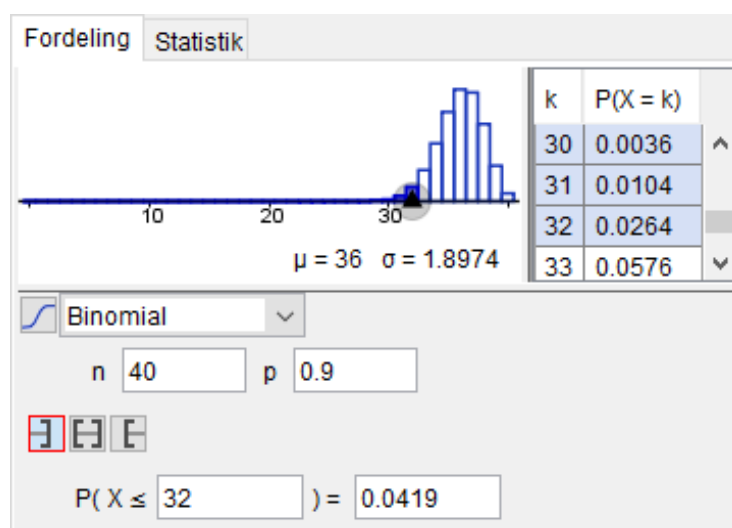 Fordeling Statistik
k P(X = k)
30 0.0036
31 0.0104
32 0.0264
33 0.0576
10 20 30
μ = 36 σ = 1.8974
Binomial
n 40 p 0.9
P( X ≤ 32 ) = 0.0419